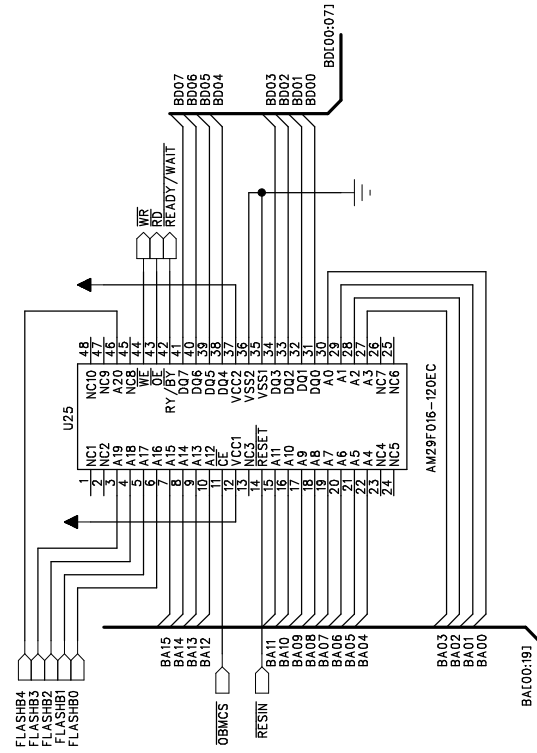 FLASHB4
FLASHB3
FLASHB2
FLASHB1
FLASHB0
BA15
BA14
BA13
BA12
OBMCS
RESIN
BA11
BA10
BA09
BA08
BA07
BA06
BA05
BA04
BA03
BA02
BA01
BA00
BA[00:19]
U25
1 NC1
2 NC2
3 A19
4 A18
5 A17
6 A16
7 A15
8 A14
9 A13
10 A12
11 CE
12 VCC1
13 NC3
14 RESET
15 A11
16 A10
17 A9
18 A8
19 A7
20 A6
21 A5
22 A4
23 NC4
24 NC5
NC10 48
NC9 47
A20 46
NC8 45
WE 44
OE 43
RY/BY 42
DQ7 41
DQ6 40
DQ5 39
DQ4 38
VCC2 37
VSS2 36
VSS1 35
DQ3 34
DQ2 33
DQ1 32
DQ0 31
A0 30
A1 29
A2 28
A3 27
NC7 26
NC6 25
AM29F016-120EC
WR
RD
READY/WAIT
BD07
BD06
BD05
BD04
BD03
BD02
BD01
BD00
BD[00:07]